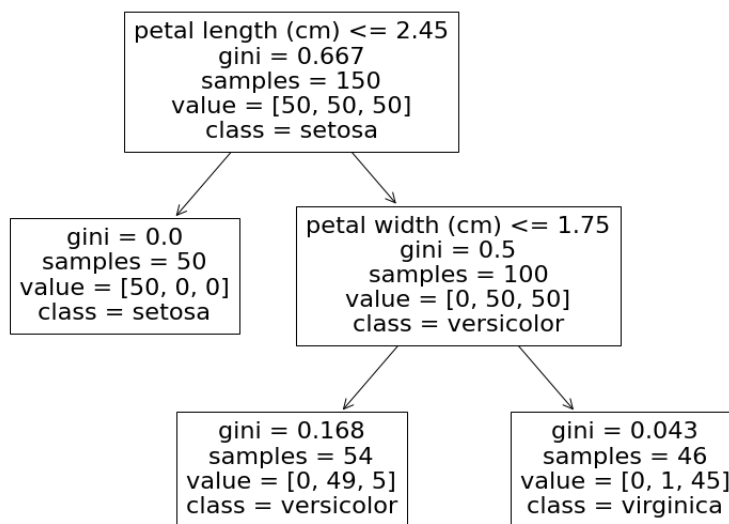 petal length (cm) <= 2.45
gini = 0.667
samples = 150
value = [50, 50, 50]
class = setosa
gini = 0.0
samples = 50
value = [50, 0, 0]
class = setosa
petal width (cm) <= 1.75
gini = 0.5
samples = 100
value = [0, 50, 50]
class = versicolor
gini = 0.168
samples = 54
value = [0, 49, 5]
class = versicolor
gini = 0.043
samples = 46
value = [0, 1, 45]
class = virginica